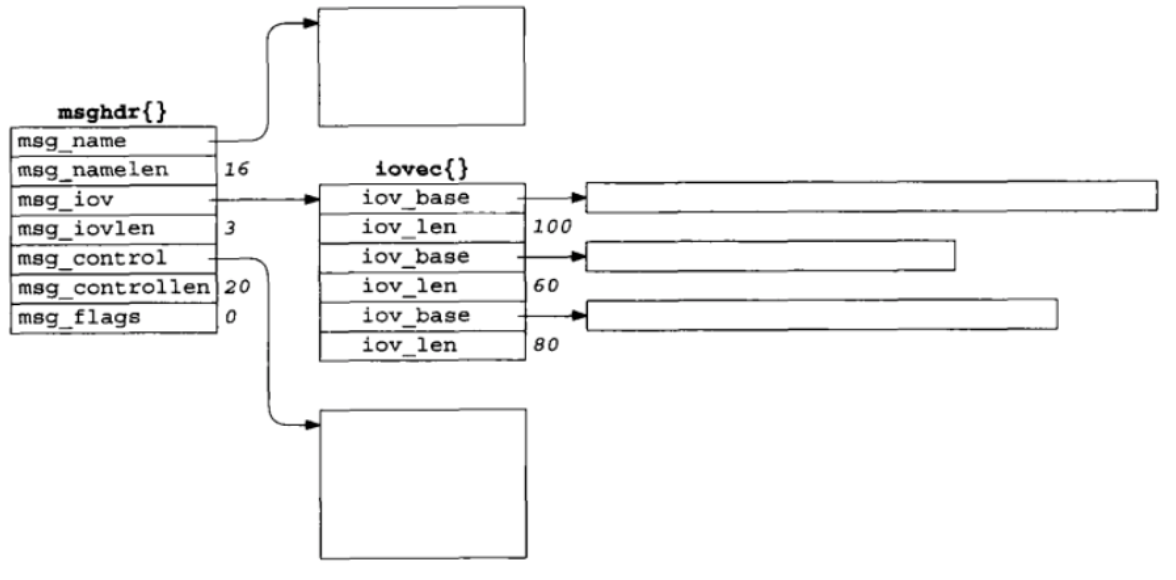 msghdr{}
msg_name
msg_namelen 16
msg_iov
msg_iovlen 3
msg_control
msg_controllen 20
msg_flags 0
iovec{}
iov_base
iov_len 100
iov_base
iov_len 60
iov_base
iov_len 80